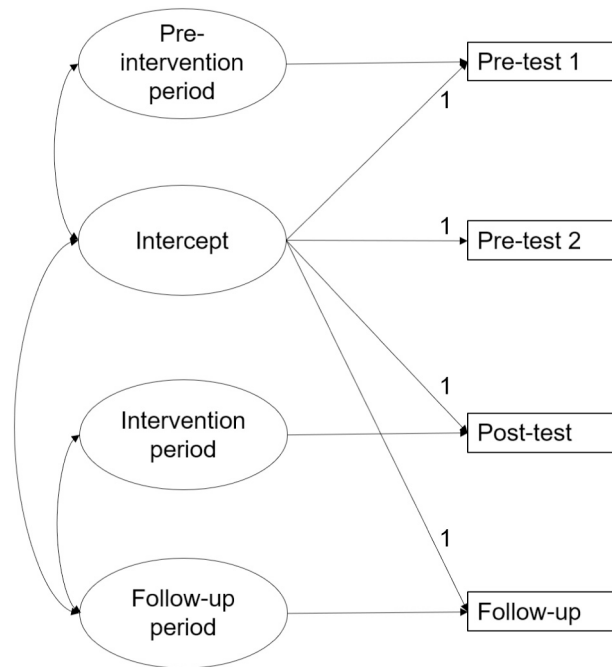 Pre-
intervention
period
Pre-test 1
1
Intercept
1
Pre-test 2
Intervention
period
1
Post-test
1
Follow-up
period
Follow-up